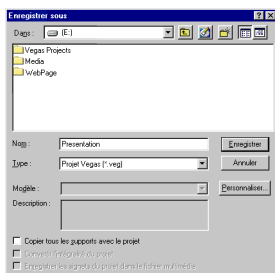 Enregistrer sous
Dans : (E:)
Vegas Projects
Media
WebPage
Nom : Presentation Enregistrer
Type : Projet Vegas (*.veg) Annuler
Modèle : Personnaliser...
Description :
Copier tous les supports avec le projet
Convertir l'intégralité du projet
Enregistrer les signets du projet dans le fichier multimédia